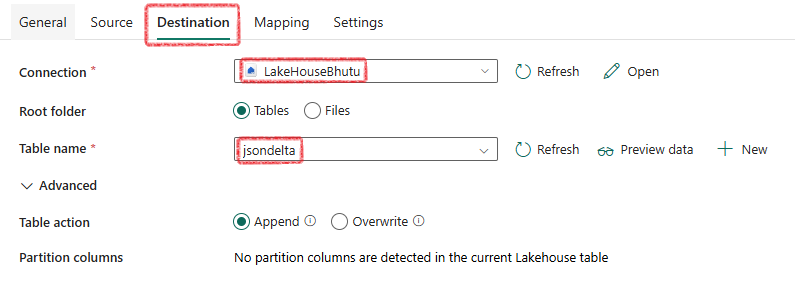 General Source Destination Mapping Settings
Connection * LakeHouseBhutu Refresh Open
Root folder Tables Files
Table name * jsondelta Refresh Preview data New
Advanced
Table action Append Overwrite
Partition columns No partition columns are detected in the current Lakehouse table